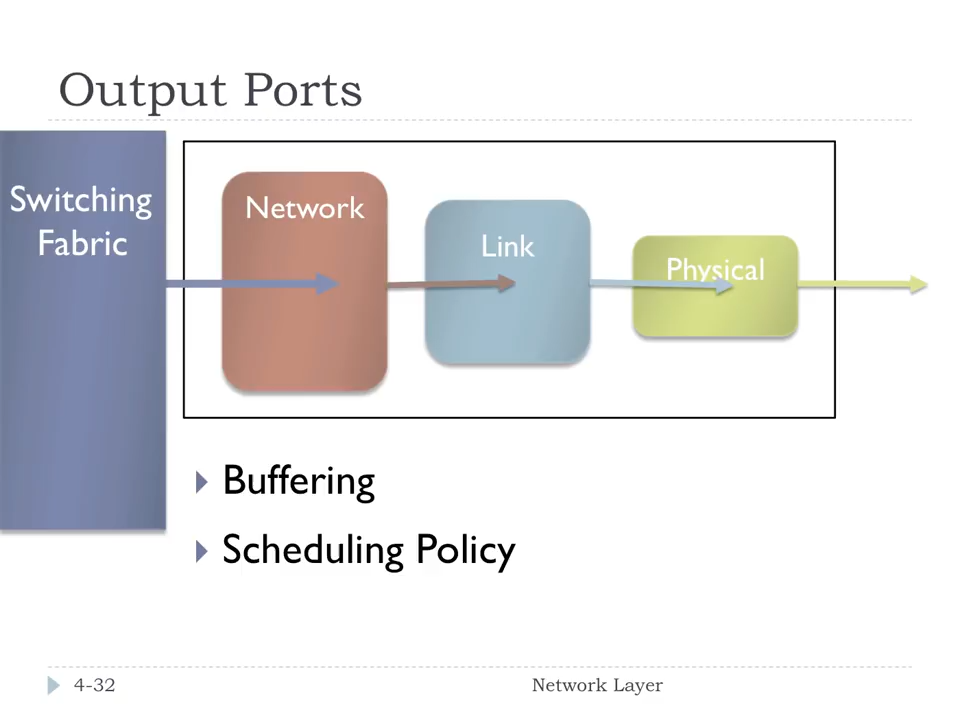 Output Ports
Switching
Fabric
Network
Link
Physical
Buffering
Scheduling Policy
4-32
Network Layer